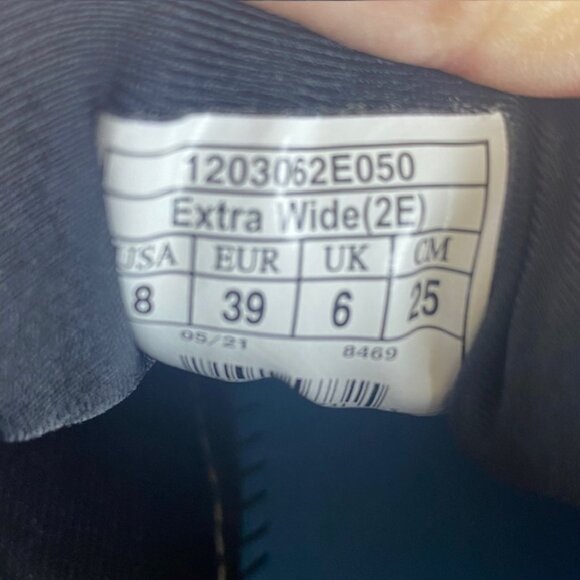 1203062E050
Extra Wide(2E)
USA EUR UK CM
8 39 6 25
05/21 8469